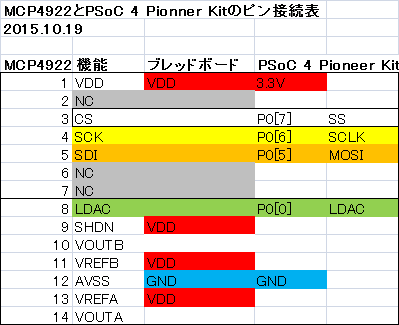 MCP4922とPSoC 4 Pionner Kitのピン接続表
2015.10.19
MCP4922 機能 ブレッドボード PSoC 4 Pioneer Kit
1 VDD VDD 3.3V
2 NC
3 CS P0[7] SS
4 SCK P0[6] SCLK
5 SDI P0[5] MOSI
6 NC
7 NC
8 LDAC P0[0] LDAC
9 SHDN VDD
10 VOUTB
11 VREFB VDD
12 AVSS GND GND
13 VREFA VDD
14 VOUTA